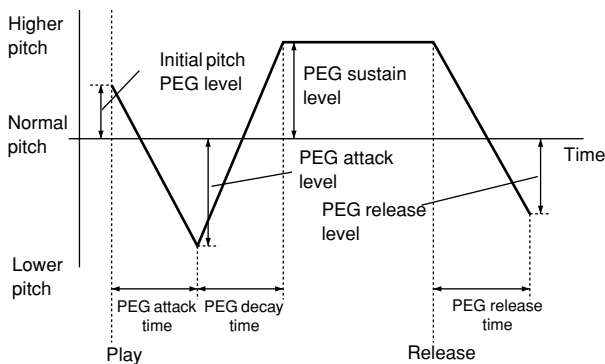 Higher
pitch
Initial pitch
PEG level
PEG sustain
level
Normal
pitch
Time
PEG attack
level
PEG release
level
Lower
pitch
PEG attack
time
PEG decay
time
PEG release
time
Play
Release